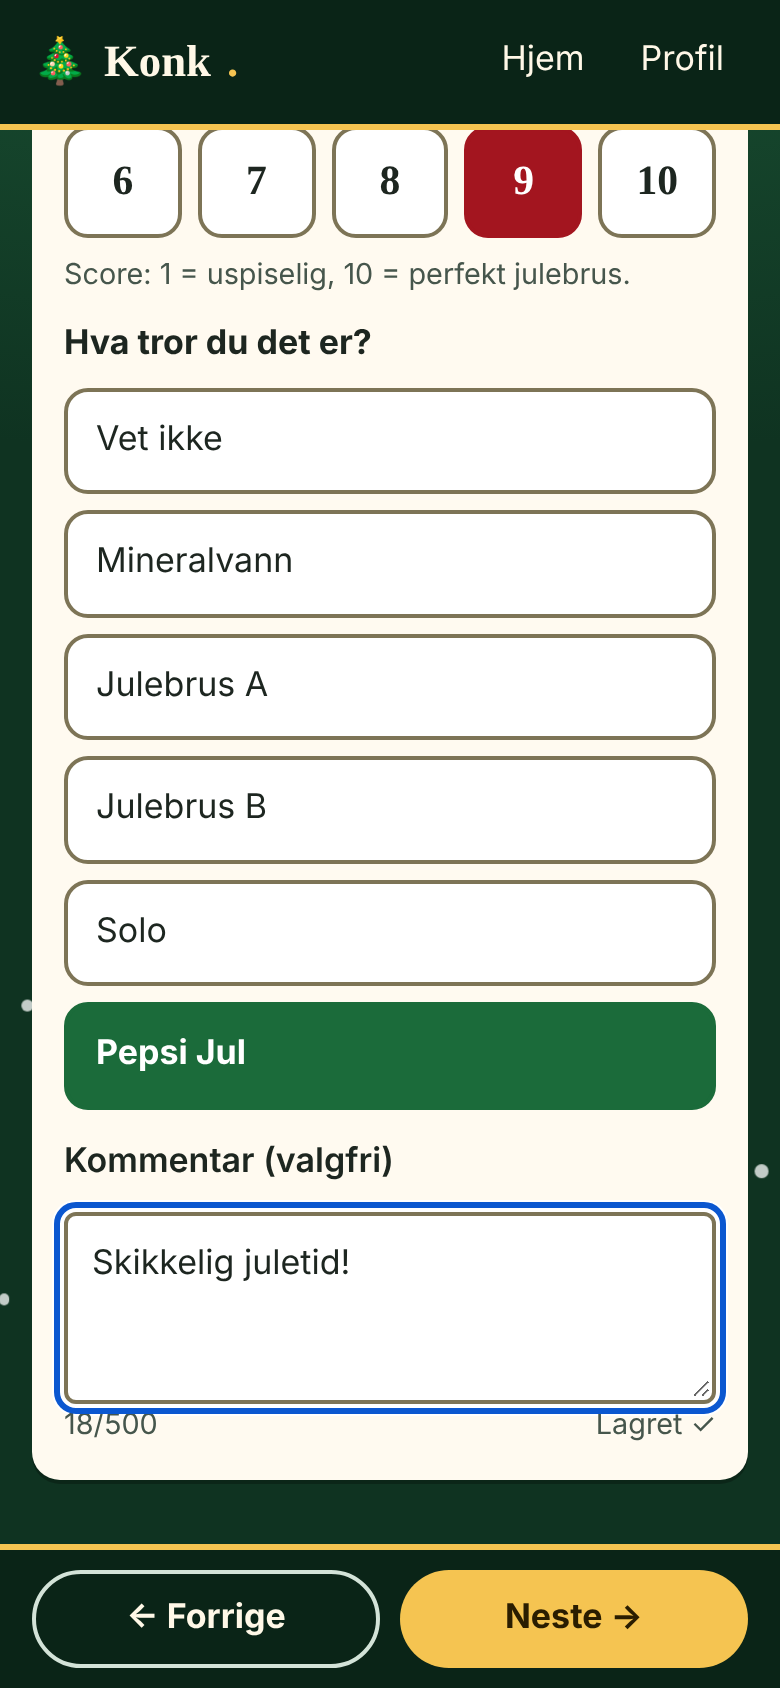 🎄 Konk .
Hjem Profil
6 7 8 9 10
Score: 1 = uspiselig, 10 = perfekt julebrus.
Hva tror du det er?
Vet ikke
Mineralvann
Julebrus A
Julebrus B
Solo
Pepsi Jul
Kommentar (valgfri)
Skikkelig juletid!
18/500 Lagret ✓
← Forrige Neste →